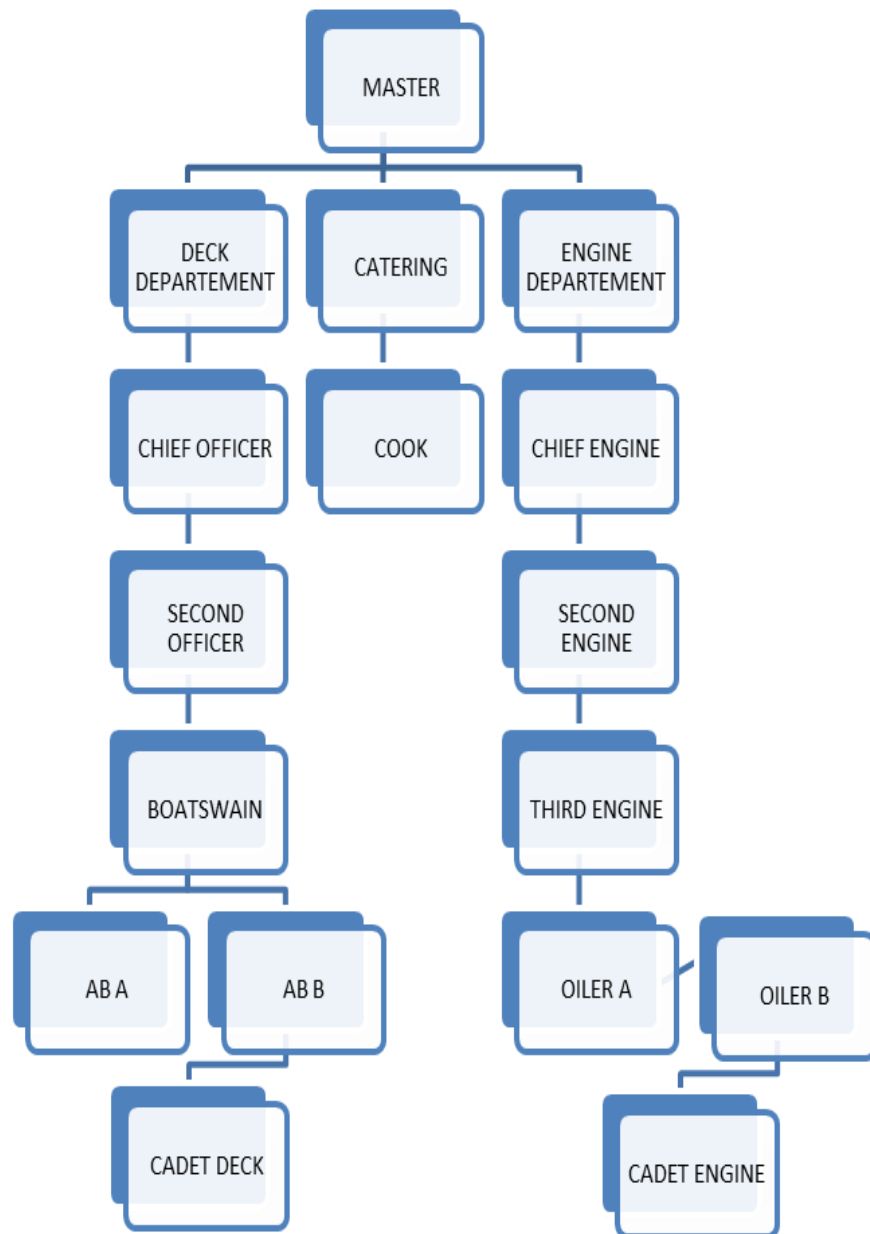 MASTER
DECK
DEPARTEMENT
CATERING
ENGINE
DEPARTEMENT
CHIEF OFFICER
COOK
CHIEF ENGINE
SECOND
OFFICER
SECOND
ENGINE
BOATSWAIN
THIRD ENGINE
AB A
AB B
OILER A
OILER B
CADET DECK
CADET ENGINE